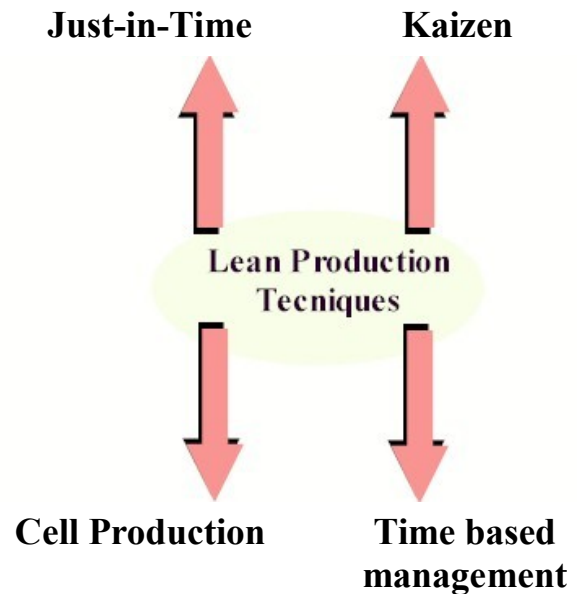 Just-in-Time
Kaizen
Lean Production
Tecniques
Cell Production
Time based
management